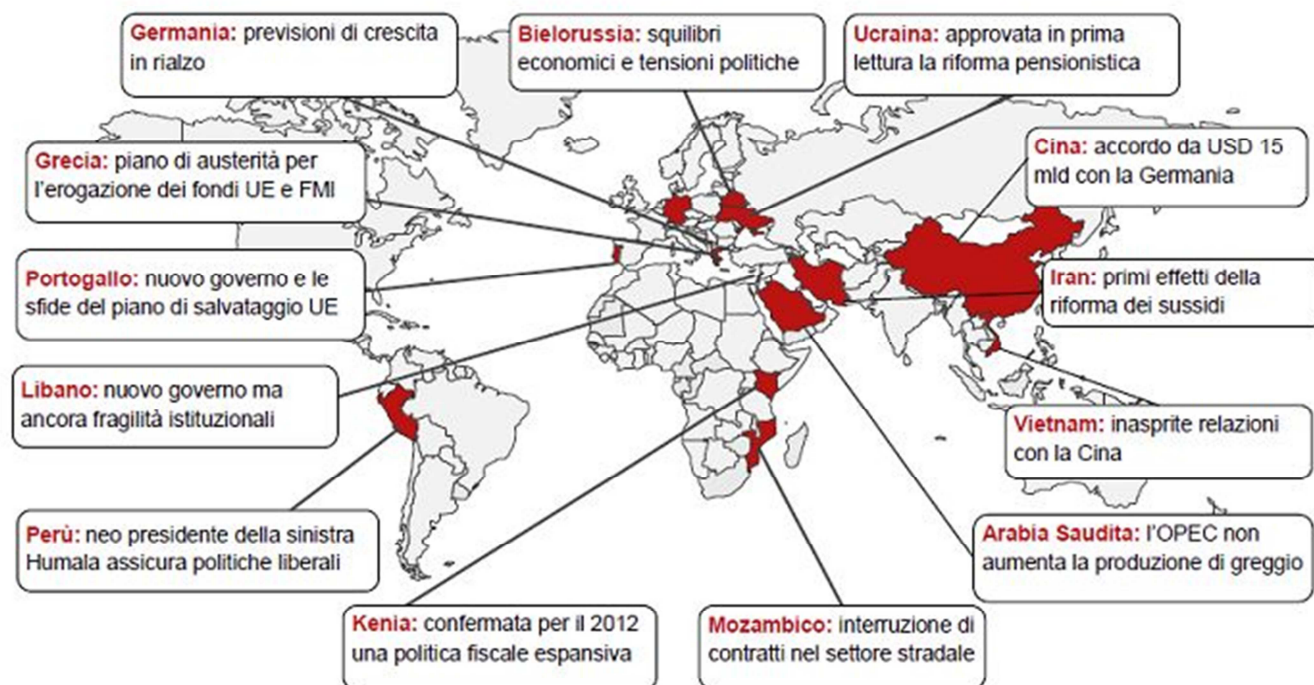 Germania: previsioni di crescita
in rialzo
Bielorussia: squilibri
economici e tensioni politiche
Ucraina: approvata in prima
lettura la riforma pensionistica
Grecia: piano di austerità per
l'erogazione dei fondi UE e FMI
Cina: accordo da USD 15
mld con la Germania
Portogallo: nuovo governo e le
sfide del piano di salvataggio UE
Iran: primi effetti della
riforma dei sussidi
Libano: nuovo governo ma
ancora fragilità istituzionali
Vietnam: inasprite relazioni
con la Cina
Perù: neo presidente della sinistra
Humala assicura politiche liberali
Arabia Saudita: l'OPEC non
aumenta la produzione di greggio
Kenia: confermata per il 2012
una politica fiscale espansiva
Mozambico: interruzione di
contratti nel settore stradale